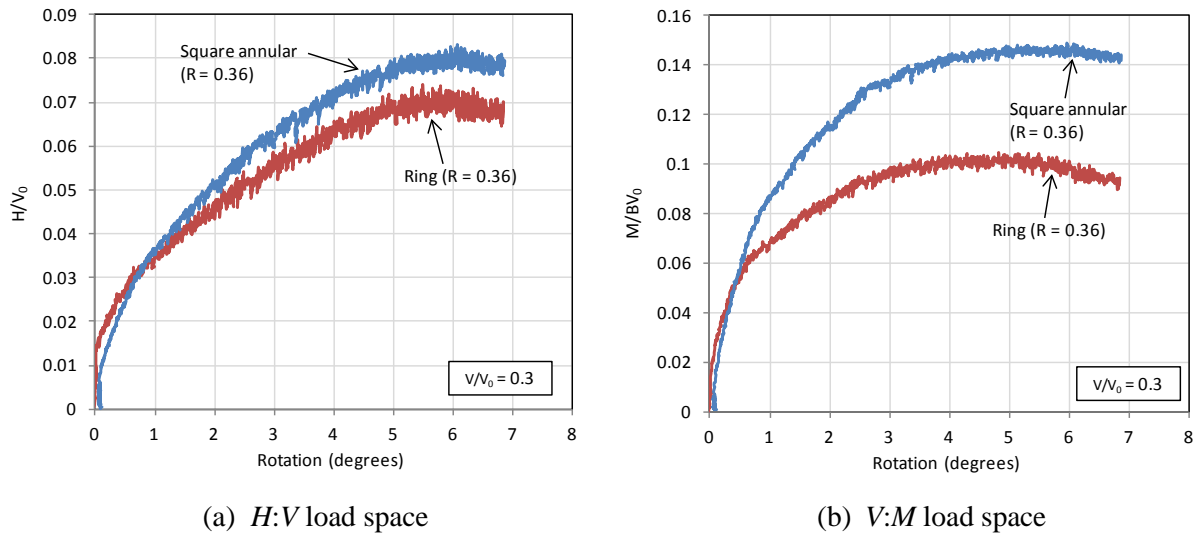 0.09
0.08
0.07
0.06
0.05
0.04
0.03
0.02
0.01
0
H/V₀
Square annular
(R = 0.36)
Ring (R = 0.36)
V/V₀ = 0.3
0 1 2 3 4 5 6 7 8
Rotation (degrees)
(a) H:V load space
0.16
0.14
0.12
0.1
0.08
0.06
0.04
0.02
0
M/BV₀
Square annular
(R = 0.36)
Ring (R = 0.36)
V/V₀ = 0.3
0 1 2 3 4 5 6 7 8
Rotation (degrees)
(b) V:M load space